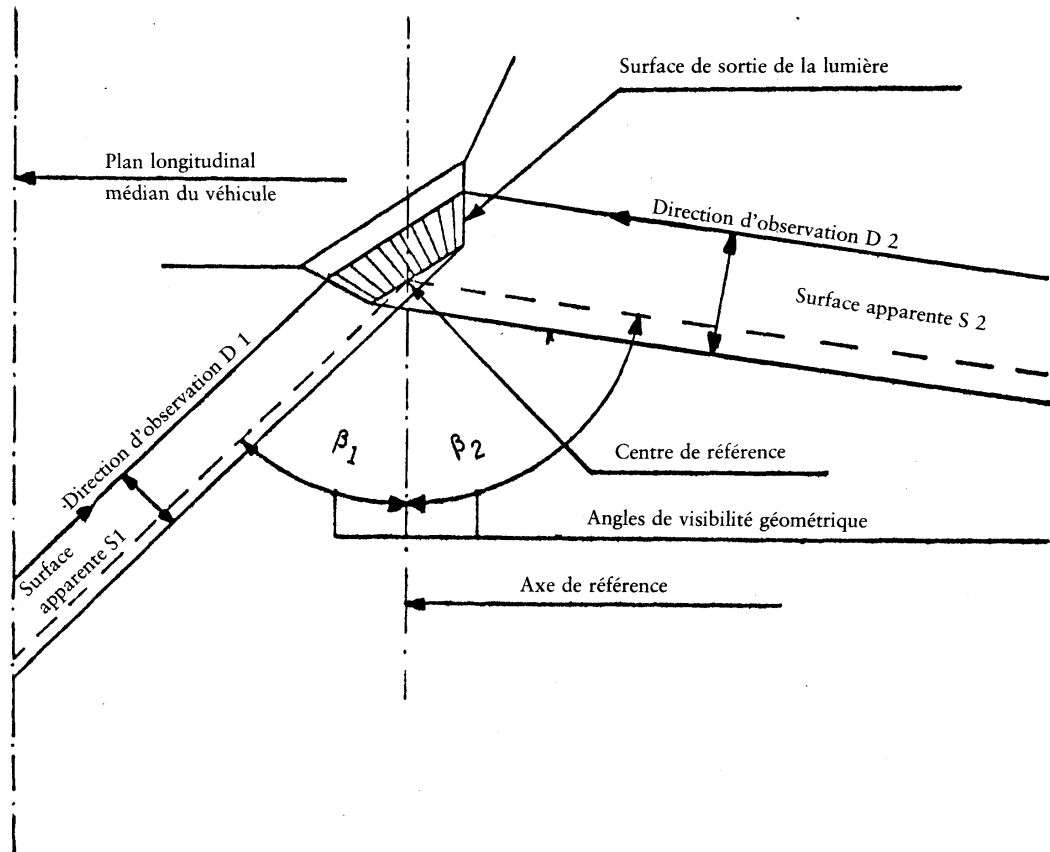 Surface de sortie de la lumière
Plan longitudinal
médian du véhicule
Direction d'observation D 2
Surface apparente S 2
Direction d'observation D 1
β1
β2
Centre de référence
Angles de visibilité géométrique
Surface
apparente S1
Axe de référence